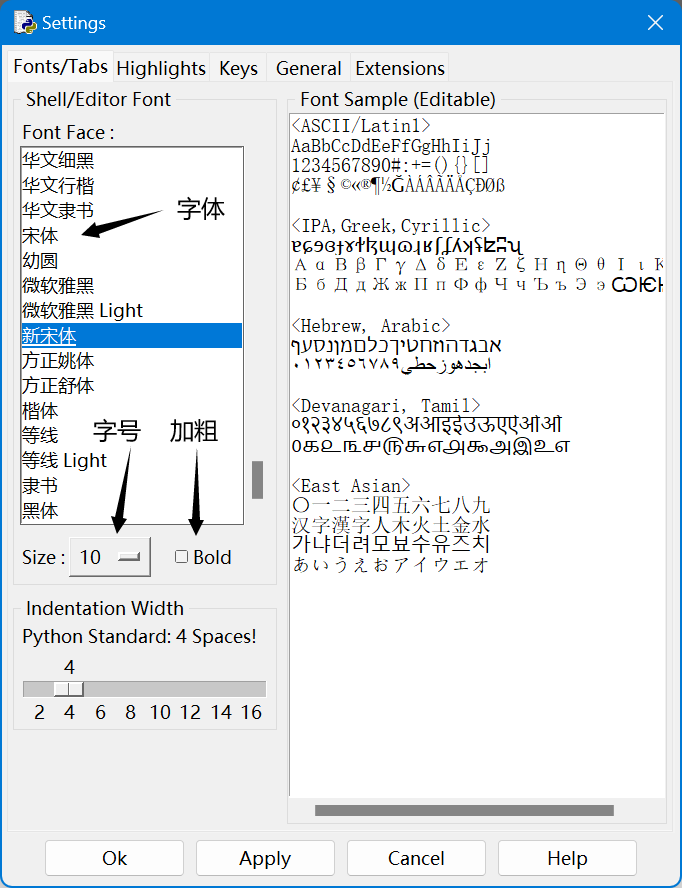 Settings
Fonts/Tabs Highlights Keys General Extensions
Shell/Editor Font
Font Face :
华文细黑
华文行楷
华文隶书
宋体
幼圆
微软雅黑
微软雅黑 Light
新宋体
方正姚体
方正舒体
楷体
等线
等线 Light
隶书
黑体
字体
字号
加粗
Size : 10 Bold
Indentation Width
Python Standard: 4 Spaces!
4
2 4 6 8 10 12 14 16
Font Sample (Editable)
<ASCII/Latin1>
AaBbCcDdEeFfGgHhIiJj
1234567890#:+=(){}[]
¢£¥§©«®¶½ĞÀÁÂÃÄÅÇÐØß
<IPA,Greek,Cyrillic>
ΑαΒβΓγΔδΕεΖζΗηΘθΙιΚ
БбДдЖжПпФфЧчЪъЭэѠѤ
<Hebrew, Arabic>
אבגדהוזחטיךכלםמןנסעף
٠١٢٣٤٥٦٧٨٩ابجدهوزحطي
<Devanagari, Tamil>
०१२३४५६७८९अआइईउऊएऐओऔ
௦௧௨௩௪௫௬௭௮௯அஇஉஎ
<East Asian>
〇一二三四五六七八九
汉字漢字人木火土金水
가냐더려모뵤수유즈치
あいうえおアイウエオ
Ok Apply Cancel Help